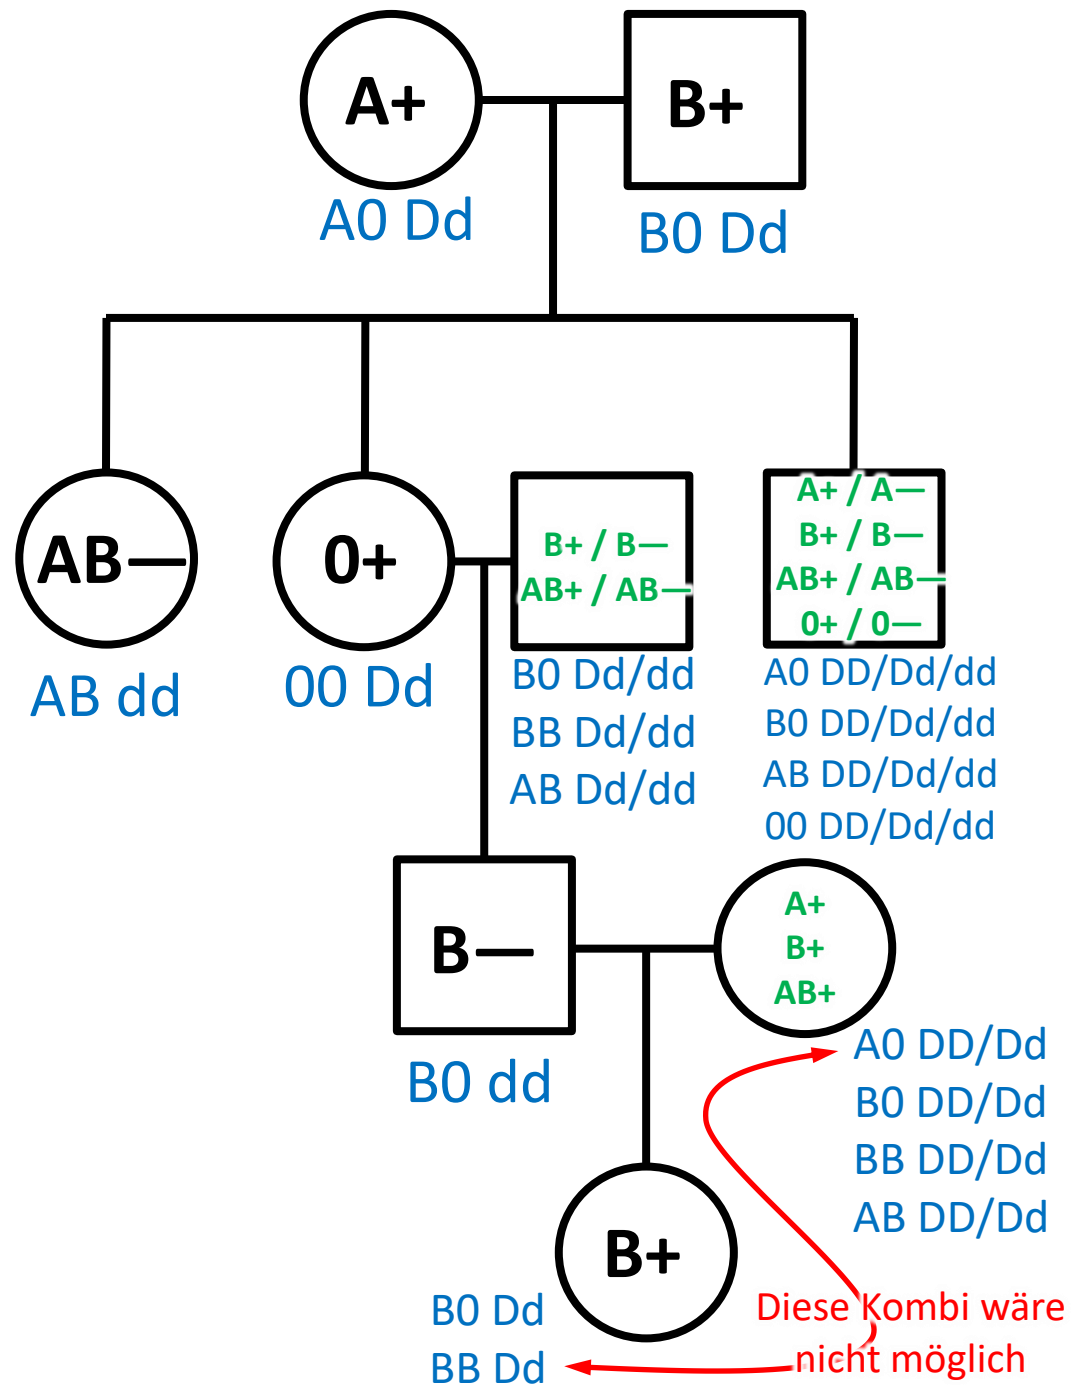 A+
B+
A0 Dd
B0 Dd
AB—
0+
B+ / B—
AB+ / AB—
A+ / A—
B+ / B—
AB+ / AB—
0+ / 0—
AB dd
00 Dd
B0 Dd/dd
BB Dd/dd
AB Dd/dd
A0 DD/Dd/dd
B0 DD/Dd/dd
AB DD/Dd/dd
00 DD/Dd/dd
B—
A+
B+
AB+
B0 dd
A0 DD/Dd
B0 DD/Dd
BB DD/Dd
AB DD/Dd
B+
B0 Dd
BB Dd
Diese Kombi wäre
nicht möglich